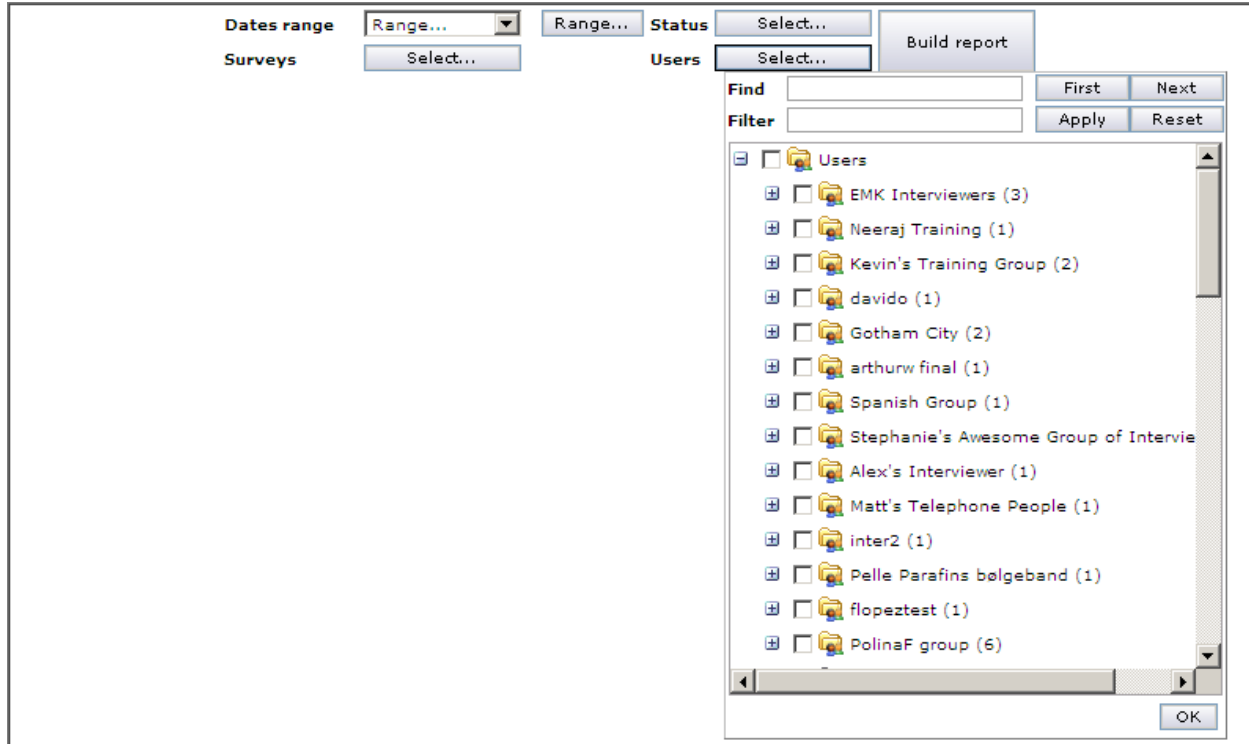 Dates range Range... Range... Status Select... Build report
Surveys Select... Users Select...
Find First Next
Filter Apply Reset
Users
EMK Interviewers (3)
Neeraj Training (1)
Kevin's Training Group (2)
davido (1)
Gotham City (2)
arthurw final (1)
Spanish Group (1)
Stephanie's Awesome Group of Intervie
Alex's Interviewer (1)
Matt's Telephone People (1)
inter2 (1)
Pelle Parafins bølgeband (1)
flopeztest (1)
PolinaF group (6)
OK